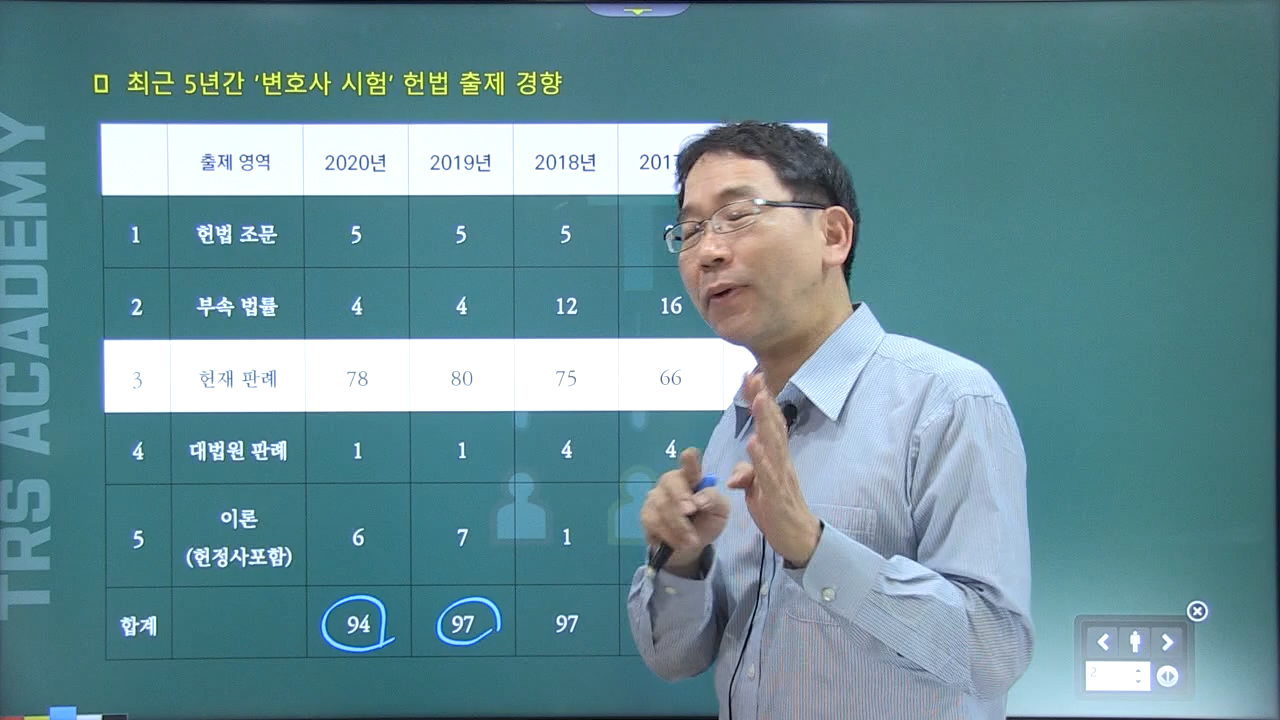 최근 5년간 '변호사 시험' 헌법 출제 경향
출제 영역 2020년 2019년 2018년 2017
1 헌법 조문 5 5 5
2 부속 법률 4 4 12 16
3 헌재 판례 78 80 75 66
4 대법원 판례 1 1 4 4
5 이론 (헌정사포함) 6 7 1
합계 94 97 97
TRS ACADEMY
2